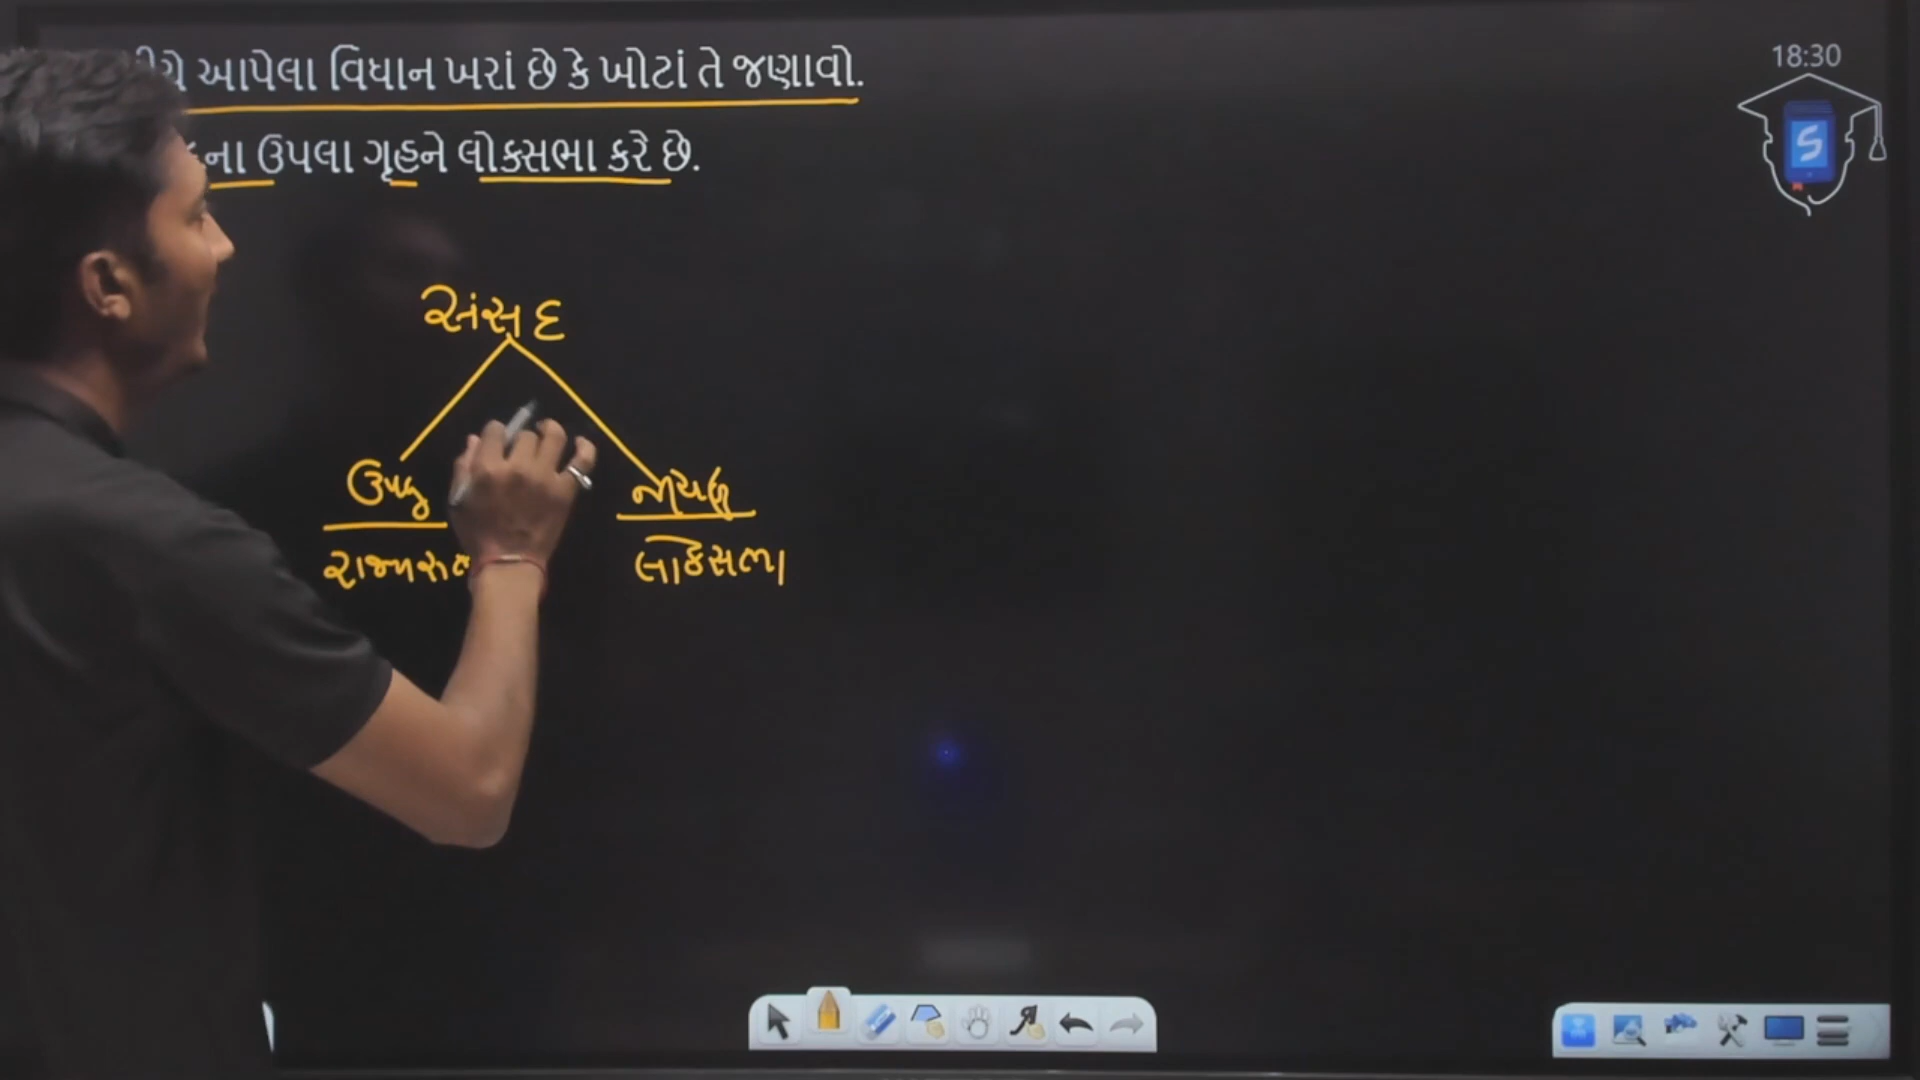 આપેલા વિધાન ખરાં છે કે ખોટાં તે જણાવો.
18:30
ઉપલા ગૃહને લોકસભા કરે છે.
S
સંસદ
ઉપલુ નીચલુ
લોકસભા